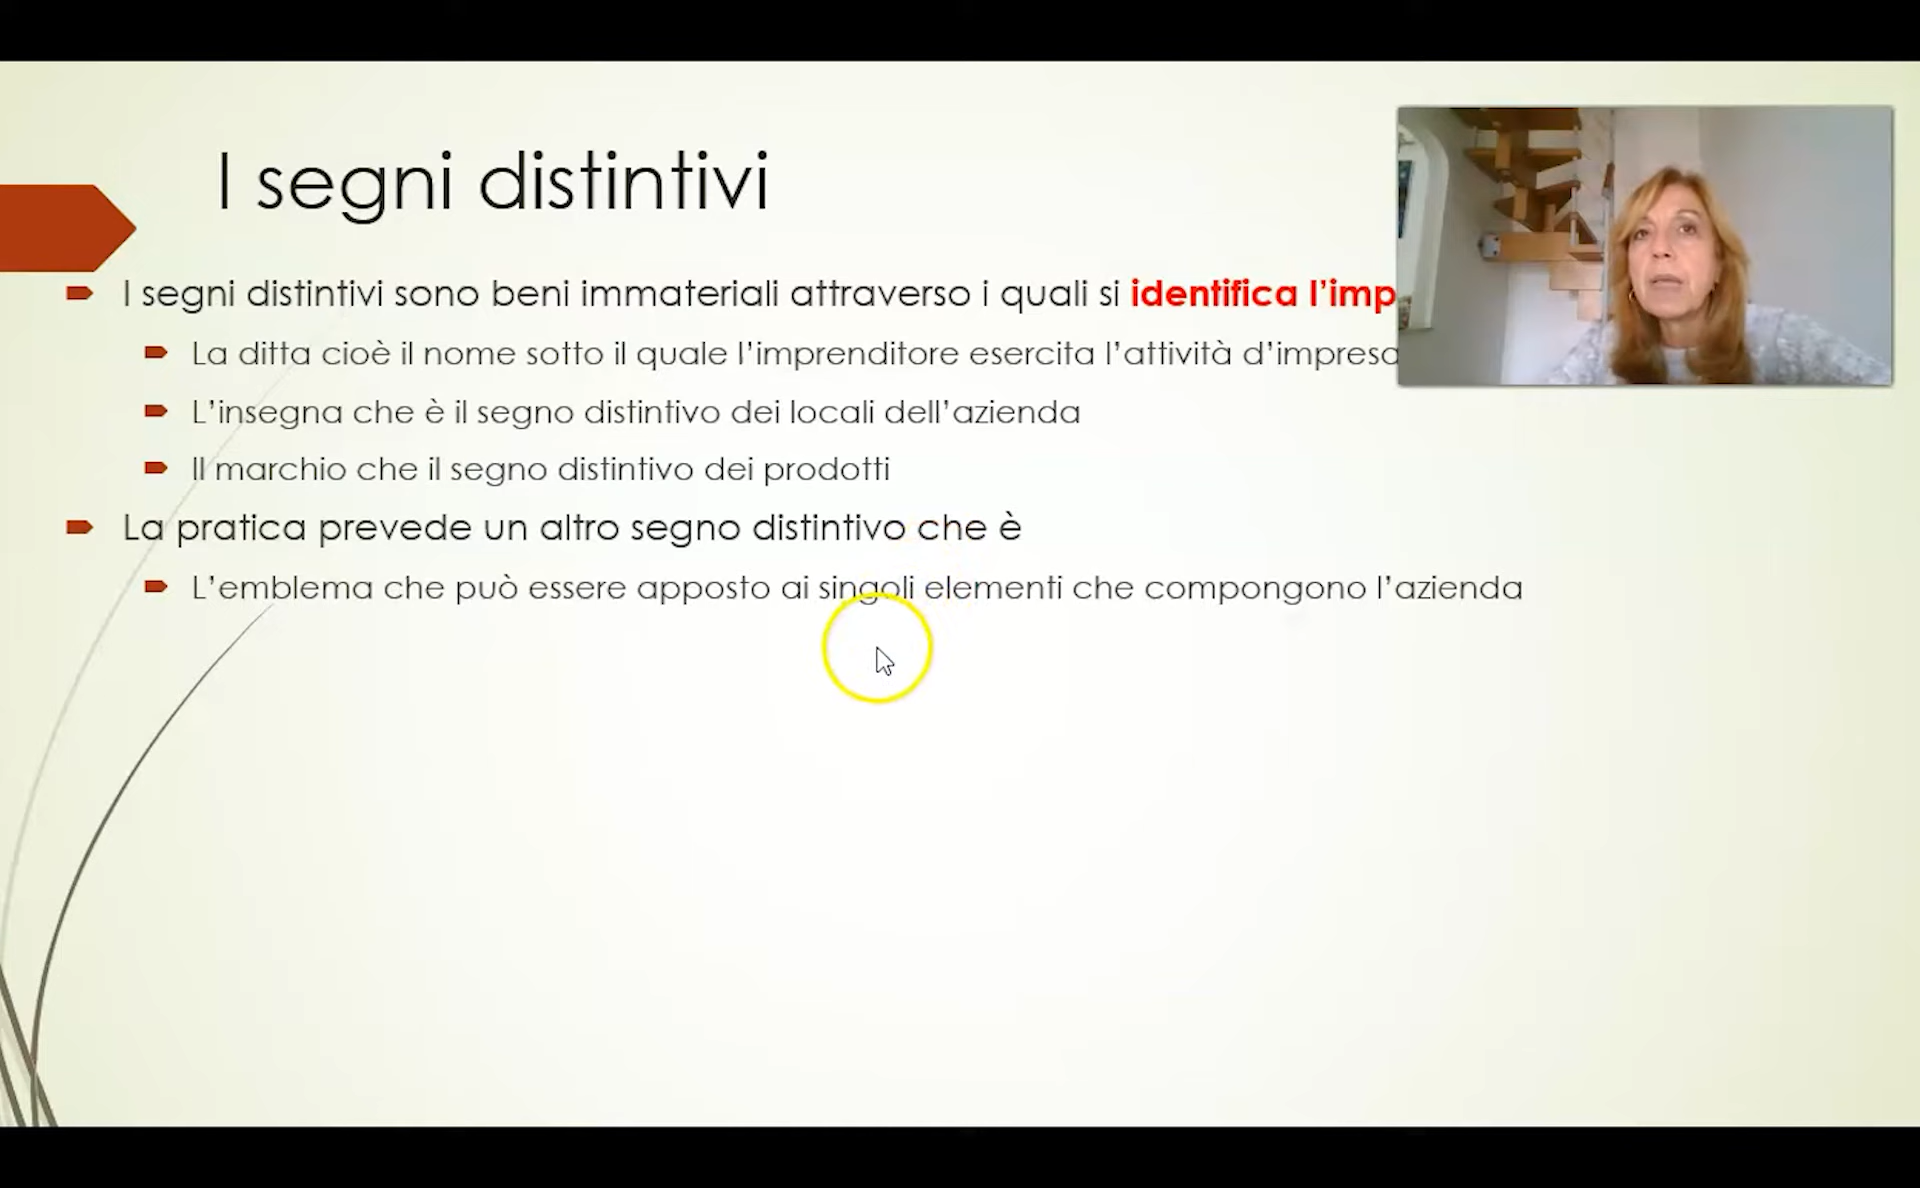 I segni distintivi
I segni distintivi sono beni immateriali attraverso i quali si identifica l'imp
La ditta cioè il nome sotto il quale l'imprenditore esercita l'attività d'impresa
L'insegna che è il segno distintivo dei locali dell'azienda
Il marchio che il segno distintivo dei prodotti
La pratica prevede un altro segno distintivo che è
L'emblema che può essere apposto ai singoli elementi che compongono l'azienda